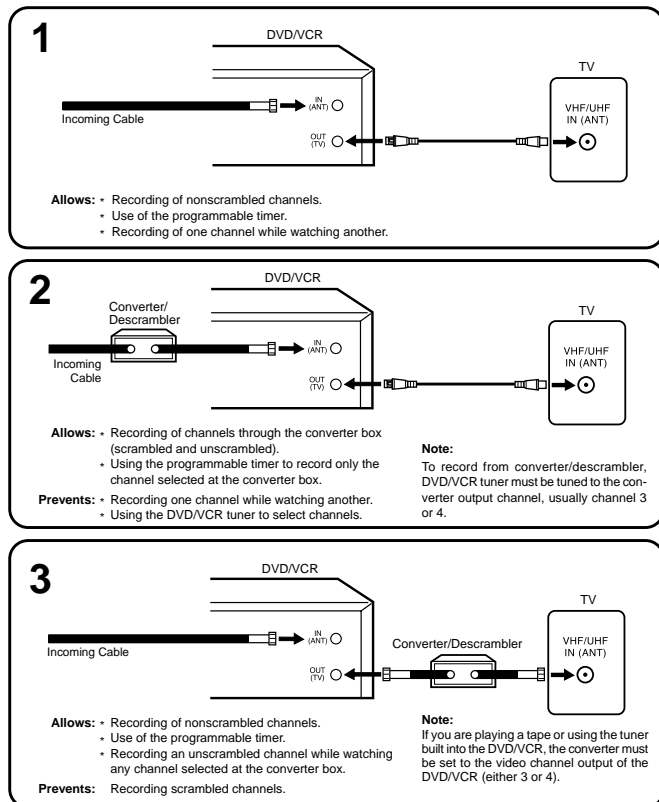 1
DVD/VCR
TV
IN
(ANT)
VHF/UHF
IN (ANT)
Incoming Cable
OUT
(TV)
Allows: * Recording of nonscrambled channels.
* Use of the programmable timer.
* Recording of one channel while watching another.
2
DVD/VCR
Converter/
Descrambler
TV
IN
(ANT)
VHF/UHF
IN (ANT)
Incoming
Cable
OUT
(TV)
Allows: * Recording of channels through the converter box
(scrambled and unscrambled).
* Using the programmable timer to record only the
channel selected at the converter box.
Prevents: * Recording one channel while watching another.
* Using the DVD/VCR tuner to select channels.
Note:
To record from converter/descrambler,
DVD/VCR tuner must be tuned to the con-
verter output channel, usually channel 3
or 4.
3
DVD/VCR
TV
IN
(ANT)
Incoming Cable
Converter/Descrambler
VHF/UHF
IN (ANT)
OUT
(TV)
Allows: * Recording of nonscrambled channels.
* Use of the programmable timer.
* Recording an unscrambled channel while watching
any channel selected at the converter box.
Prevents: Recording scrambled channels.
Note:
If you are playing a tape or using the tuner
built into the DVD/VCR, the converter must
be set to the video channel output of the
DVD/VCR (either 3 or 4).